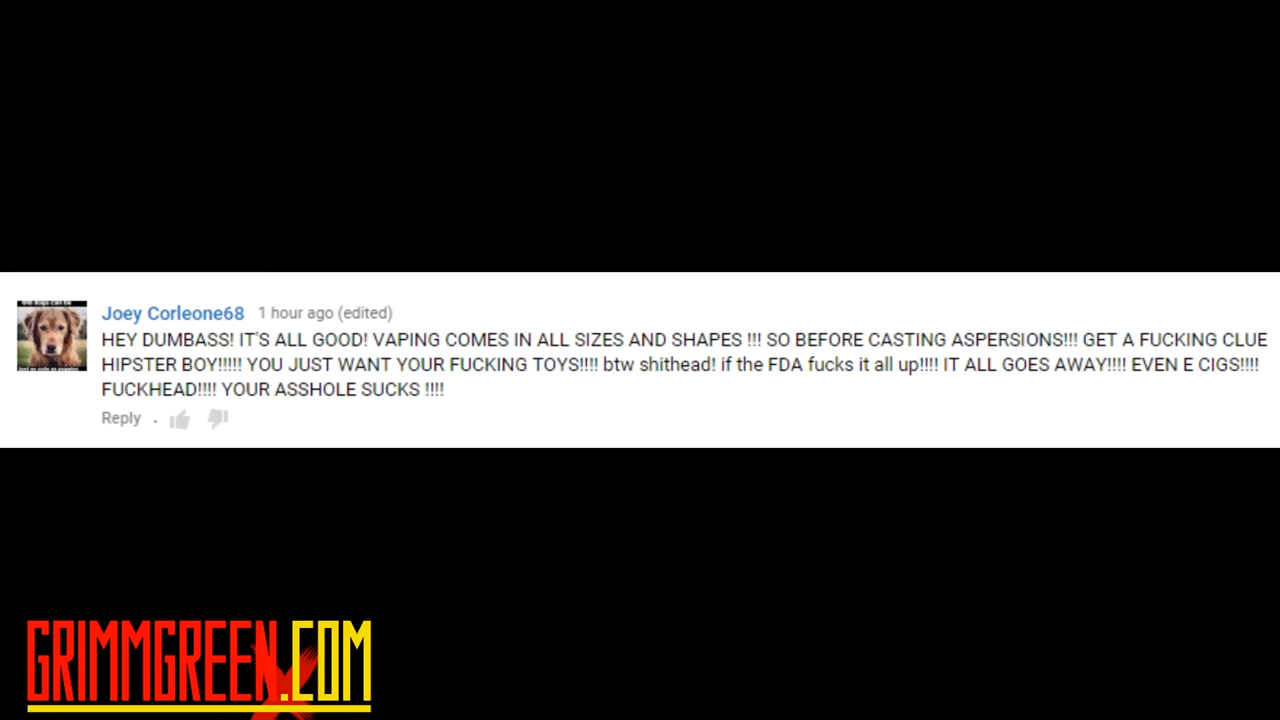 Joey Corleone68 1 hour ago (edited)
HEY DUMBASS! IT'S ALL GOOD! VAPING COMES IN ALL SIZES AND SHAPES !!! SO BEFORE CASTING ASPERSIONS!!! GET A FUCKING CLUE
HIPSTER BOY!!!!! YOU JUST WANT YOUR FUCKING TOYS!!!! btw shithead! if the FDA fucks it all up!!!! IT ALL GOES AWAY!!!! EVEN E CIGS!!!!
FUCKHEAD!!!! YOUR ASSHOLE SUCKS !!!!
Reply .
GRIMMGREEN.COM